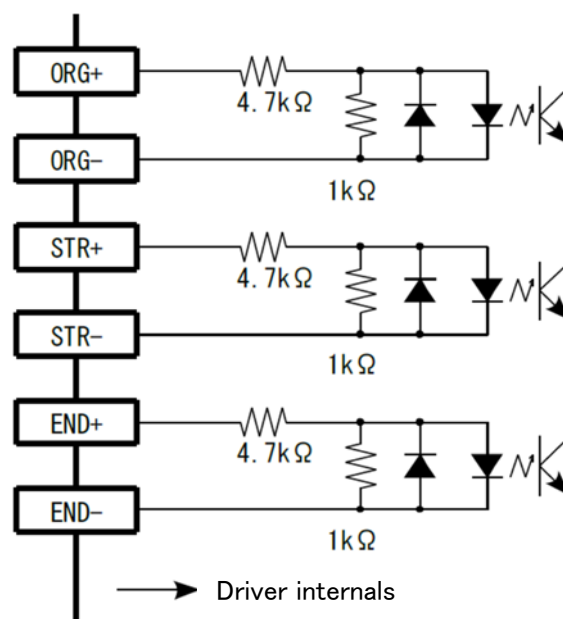 ORG+
4.7kΩ
ORG-
1kΩ
STR+
4.7kΩ
STR-
1kΩ
END+
4.7kΩ
END-
1kΩ
Driver internals